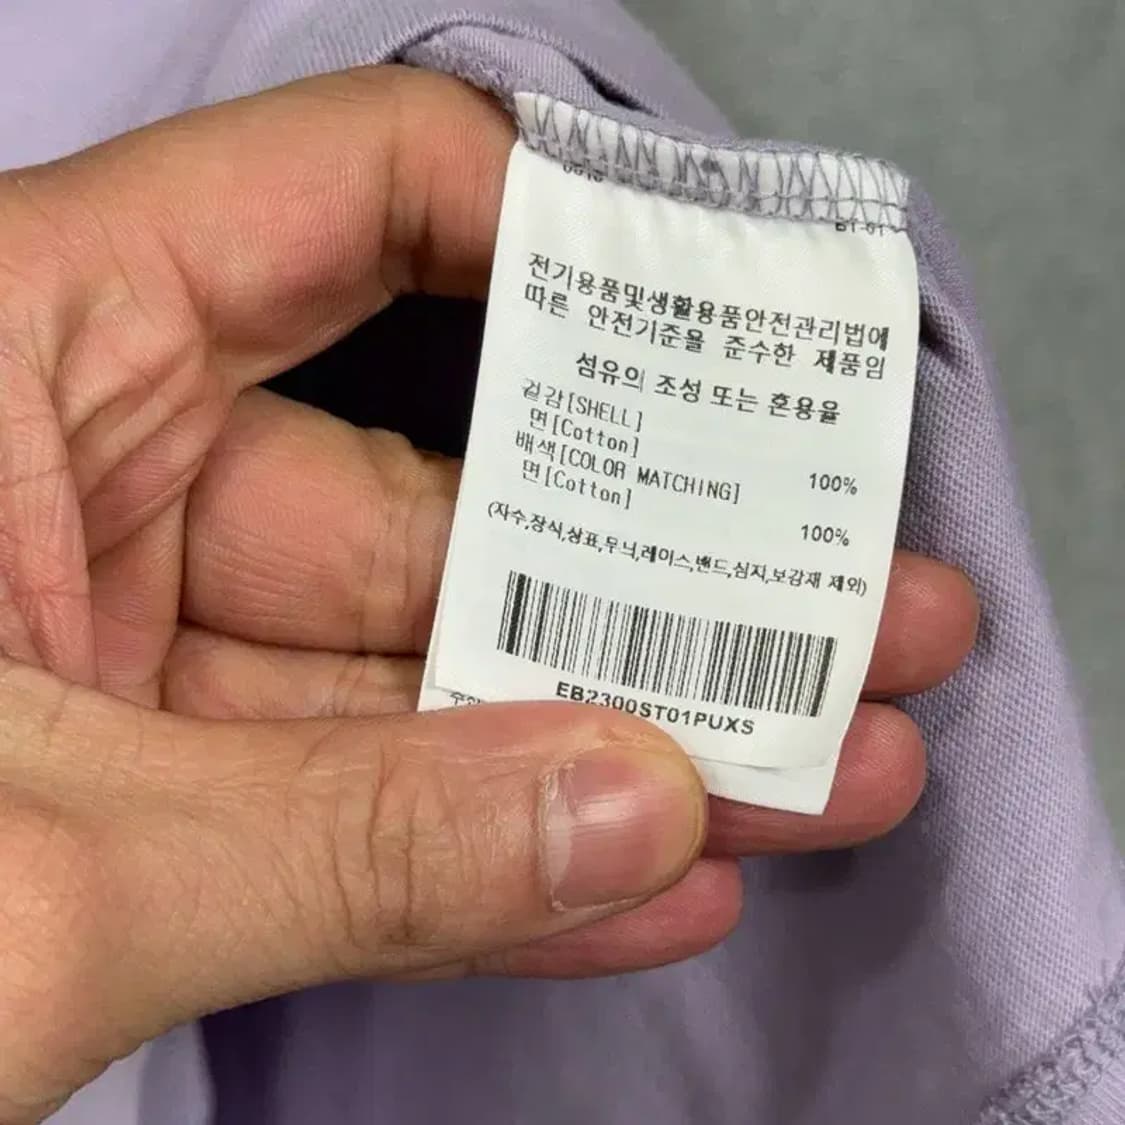 전기용품및생활용품안전관리법에
따른 안전기준을 준수한 제품임
섬유의 조성 또는 혼용율
겉감[SHELL]
면[Cotton] 100%
배색[COLOR MATCHING]
면[Cotton] 100%
(자수,장식,상표,무늬,레이스,밴드,심지,보강재 제외)
EB2300ST01PUXS